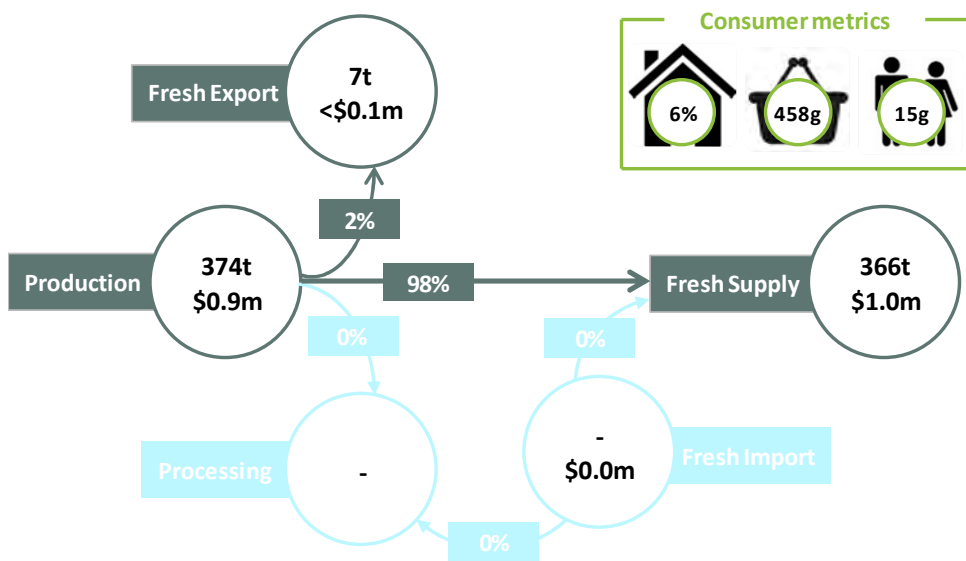 Consumer metrics
6%
458g
15g
Fresh Export
7t
<$0.1m
2%
Production
374t
$0.9m
98%
Fresh Supply
366t
$1.0m
0%
0%
Processing
-
-
$0.0m
Fresh Import
0%